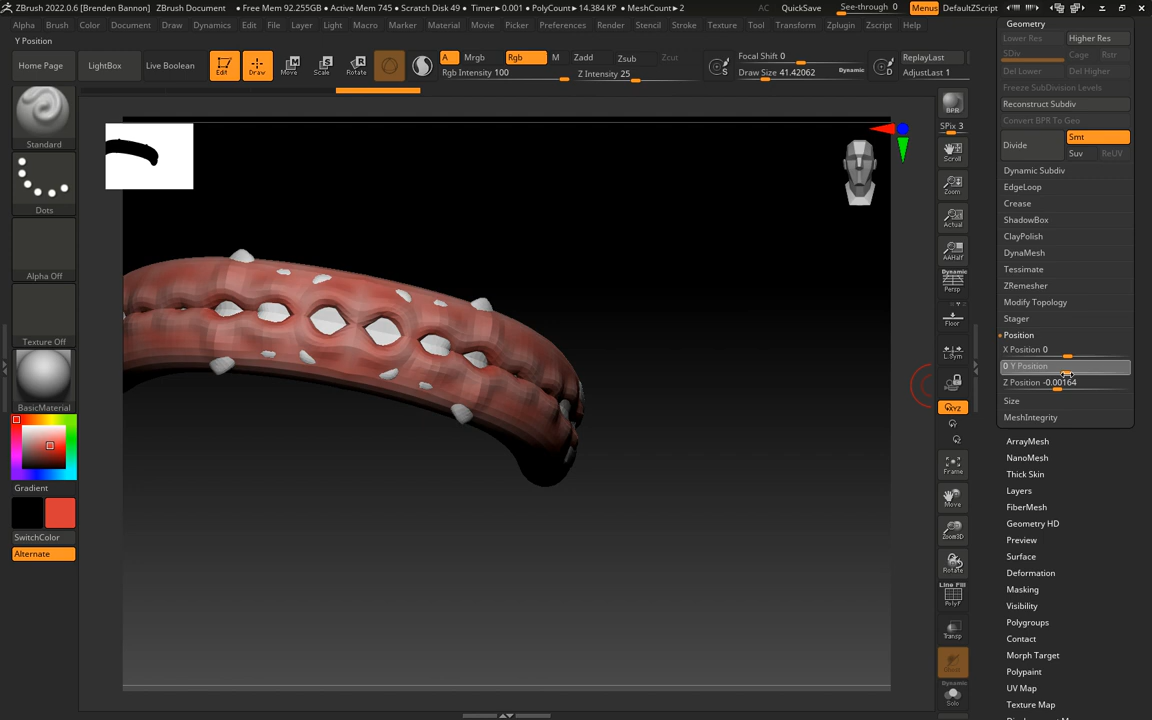 ZBrush 2022.0.6 [Brenden Bannon] ZBrush Document ● Free Mem 92.255GB ● Active Mem 745 ● Scratch Disk 49 ● Timer▸0.001 ● PolyCount▸14.384 KP ● MeshCount▸2 AC QuickSave See-through 0 Menus DefaultZScript
Alpha Brush Color Document Draw Dynamics Edit File Layer Light Macro Marker Material Movie Picker Preferences Render Stencil Stroke Texture Tool Transform Zplugin Zscript Help
Y Position
Home Page LightBox Live Boolean Edit Draw Move Scale Rotate
A Mrgb Rgb M Zadd Zsub Zcut
Rgb Intensity 100 Z Intensity 25
S
Focal Shift 0
Draw Size 41.42062 Dynamic
D
ReplayLast
AdjustLast 1
Standard
Dots
Alpha Off
Texture Off
BasicMaterial
Gradient
SwitchColor
Alternate
BPR
SPix 3
Scroll
Zoom
Actual
AAHalf
Dynamic
Persp
Floor
L.Sym
XYZ
Frame
Move
Zoom3D
Rotate
Line Fill
PolyF
Transp
Ghost
Dynamic
Solo
Geometry
Lower Res Higher Res
SDiv Cage Rstr
Del Lower Del Higher
Freeze SubDivision Levels
Reconstruct Subdiv
Convert BPR To Geo
Divide Smt
Suv ReUV
Dynamic Subdiv
EdgeLoop
Crease
ShadowBox
ClayPolish
DynaMesh
Tessimate
ZRemesher
Modify Topology
Stager
Position
X Position 0
0 Y Position
Z Position -0.00164
Size
MeshIntegrity
ArrayMesh
NanoMesh
Thick Skin
Layers
FiberMesh
Geometry HD
Preview
Surface
Deformation
Masking
Visibility
Polygroups
Contact
Morph Target
Polypaint
UV Map
Texture Map